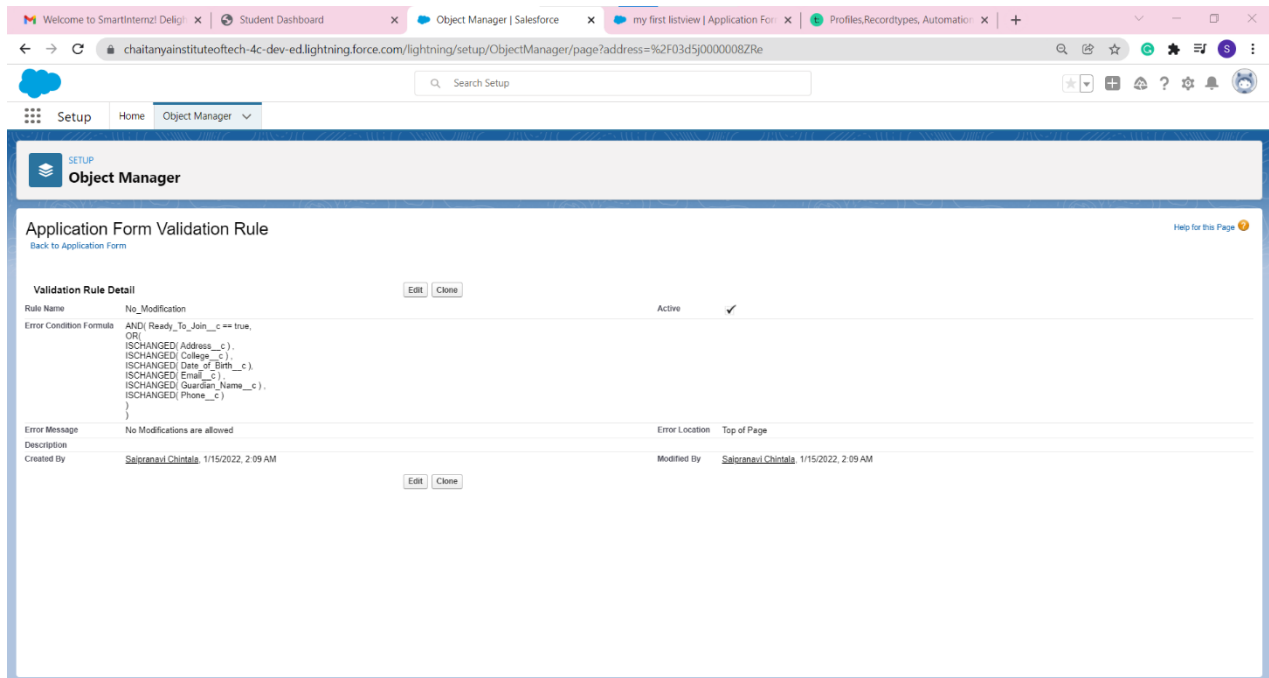 Welcome to SmartInternz! Deligh
Student Dashboard
Object Manager | Salesforce
my first listview | Application For
Profiles,Recordtypes, Automation
chaitanyainstituteoftech-4c-dev-ed.lightning.force.com/lightning/setup/ObjectManager/page?address=%2F03d5j0000008ZRe
S
Search Setup
Setup
Home
Object Manager
SETUP
Object Manager
Application Form Validation Rule
Help for this Page
Back to Application Form
Validation Rule Detail
Edit Clone
Rule Name No_Modification Active
Error Condition Formula AND( Ready_To_Join__c == true,
OR(
ISCHANGED( Address__c ) ,
ISCHANGED( College__c ) ,
ISCHANGED( Date_of_Birth__c ),
ISCHANGED( Email__c ) ,
ISCHANGED( Guardian_Name__c ) ,
ISCHANGED( Phone__c )
)
)
Error Message No Modifications are allowed Error Location Top of Page
Description
Created By Saipranavi Chintala, 1/15/2022, 2:09 AM Modified By Saipranavi Chintala, 1/15/2022, 2:09 AM
Edit Clone